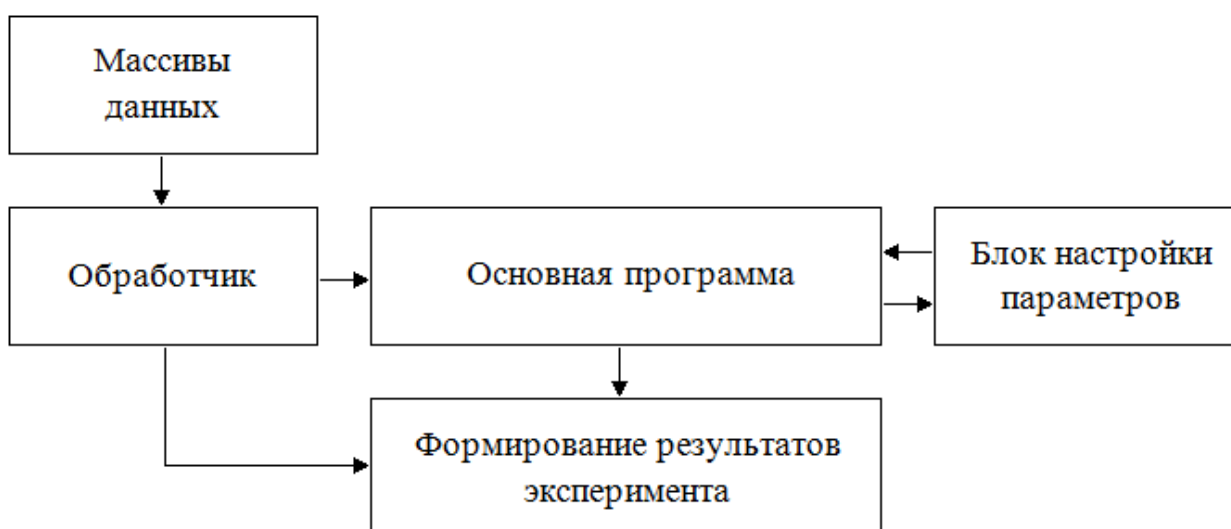 Массивы
данных
Обработчик
Основная программа
Блок настройки
параметров
Формирование результатов
эксперимента